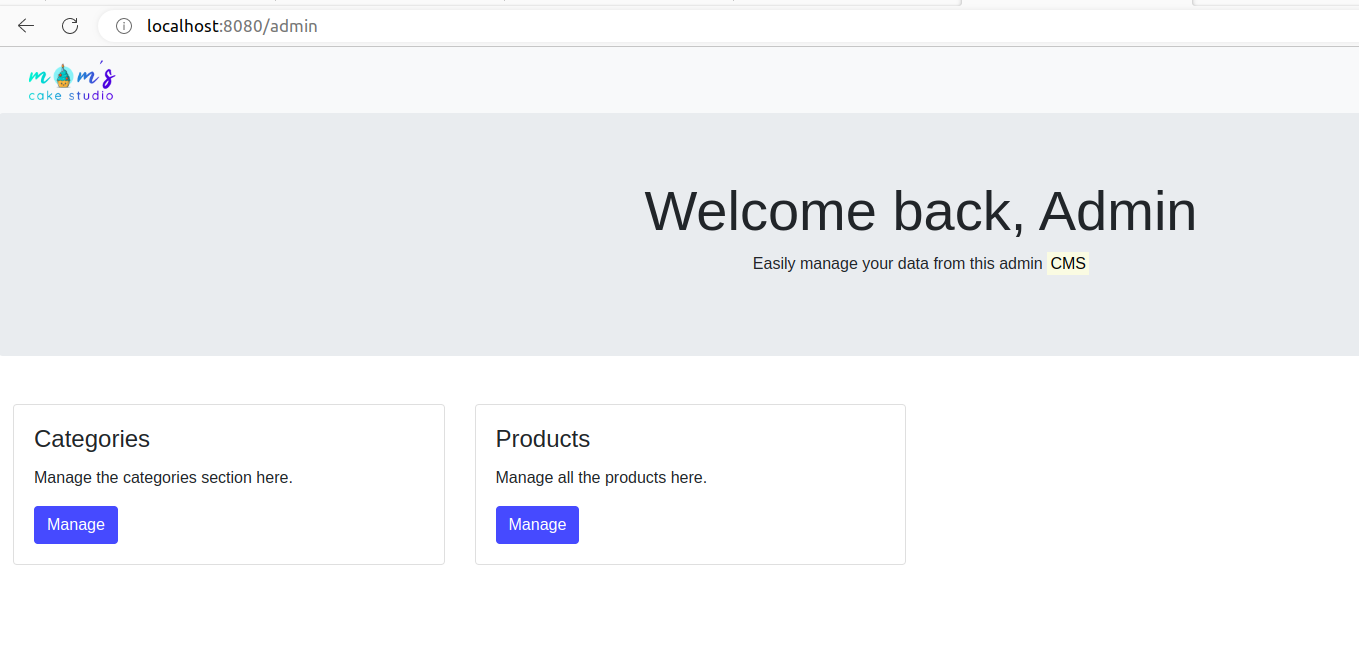 localhost:8080/admin
mom's
cake studio
Welcome back, Admin
Easily manage your data from this admin CMS
Categories
Manage the categories section here.
Manage
Products
Manage all the products here.
Manage